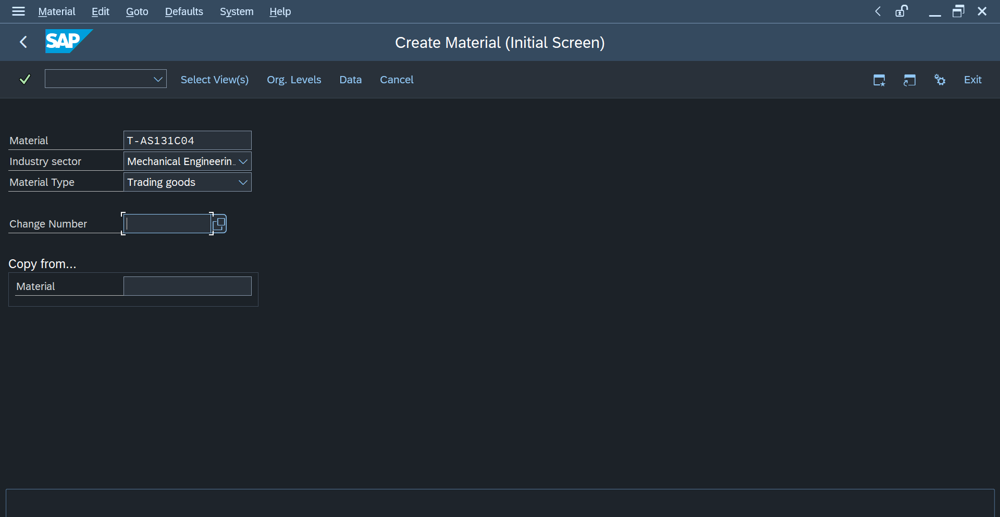 Material Edit Goto Defaults System Help
SAP Create Material (Initial Screen)
Select View(s) Org. Levels Data Cancel Exit
Material T-AS131C04
Industry sector Mechanical Engineerin…
Material Type Trading goods
Change Number
Copy from...
Material